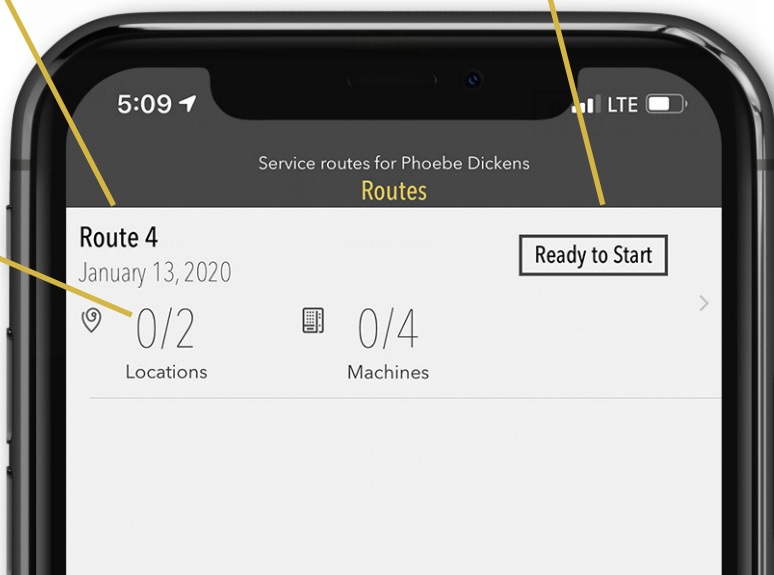 5:09
LTE
Service routes for Phoebe Dickens
Routes
Route 4
Ready to Start
January 13, 2020
0/2
0/4
Locations
Machines